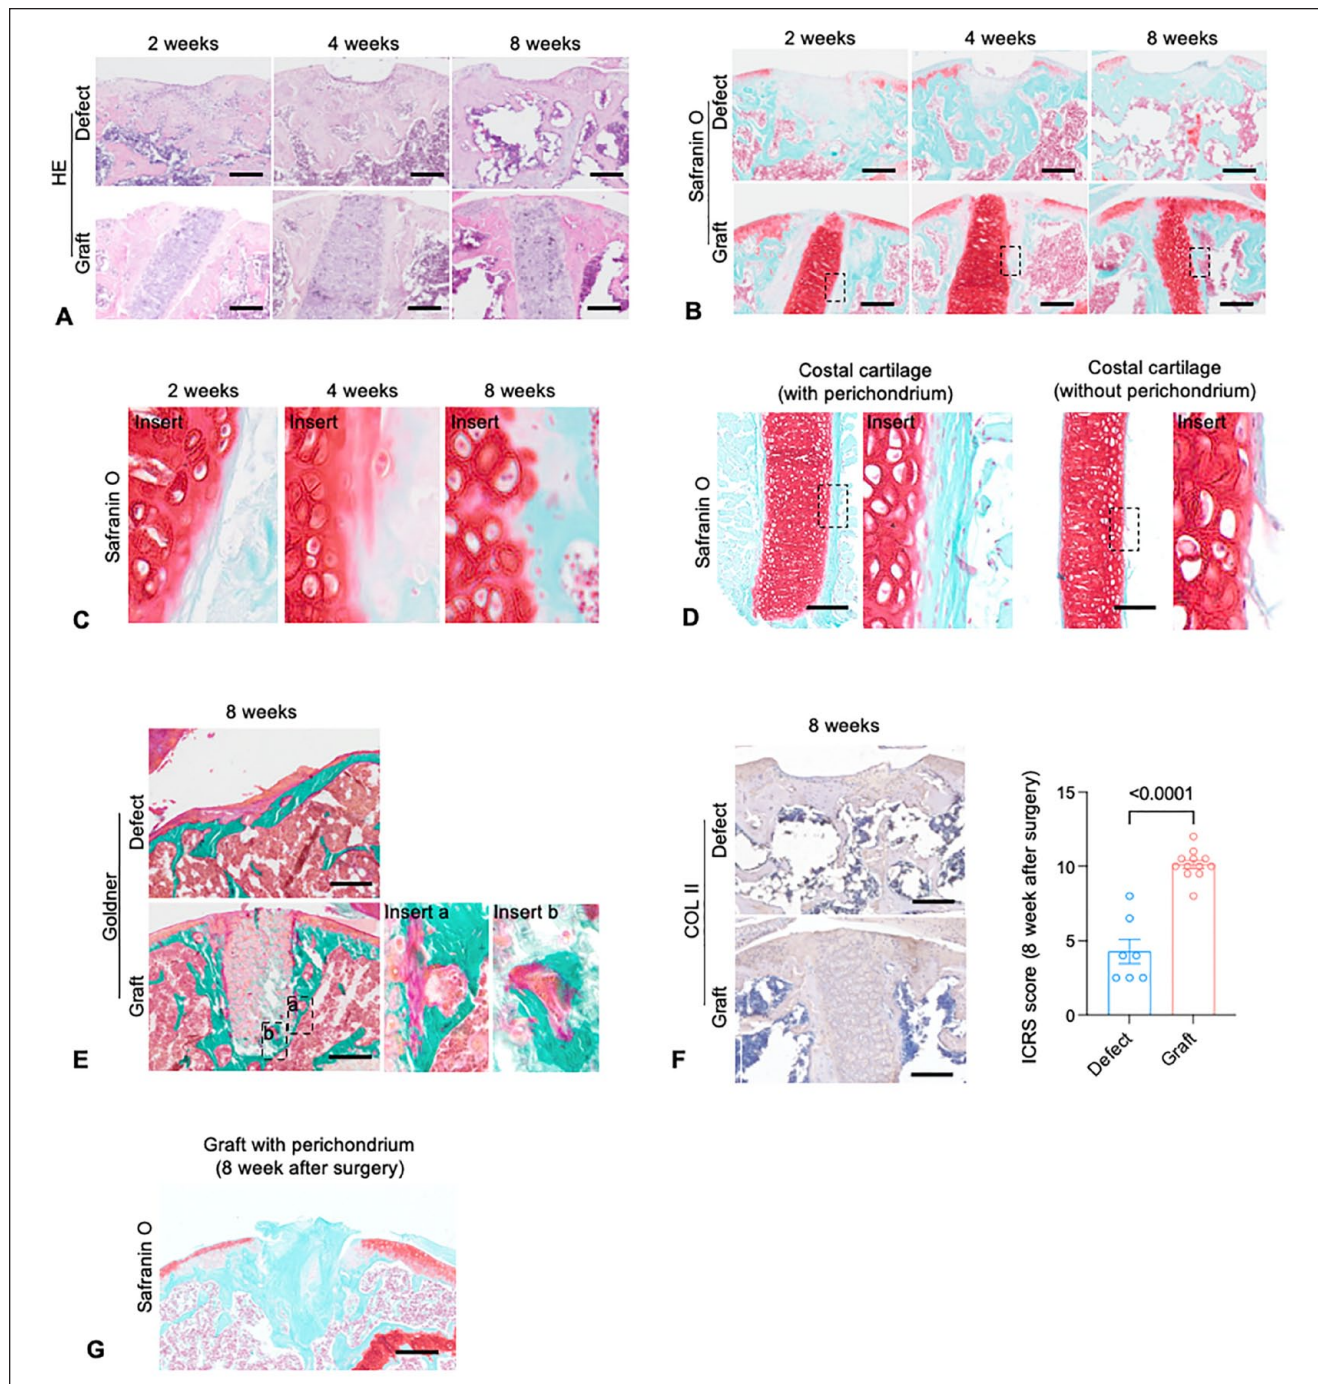 2 weeks 4 weeks 8 weeks
HE
Defect
Graft
A
2 weeks 4 weeks 8 weeks
Safranin O
Defect
Graft
B
2 weeks 4 weeks 8 weeks
Safranin O
Insert Insert Insert
C
Costal cartilage
(with perichondrium)
Costal cartilage
(without perichondrium)
Safranin O
Insert Insert
D
8 weeks
Goldner
Defect
Graft
a
b
Insert a Insert b
E
8 weeks
COL II
Defect
Graft
F
ICRS score (8 week after surgery)
15
10
5
0
<0.0001
Defect
Graft
Graft with perichondrium
(8 week after surgery)
Safranin O
G